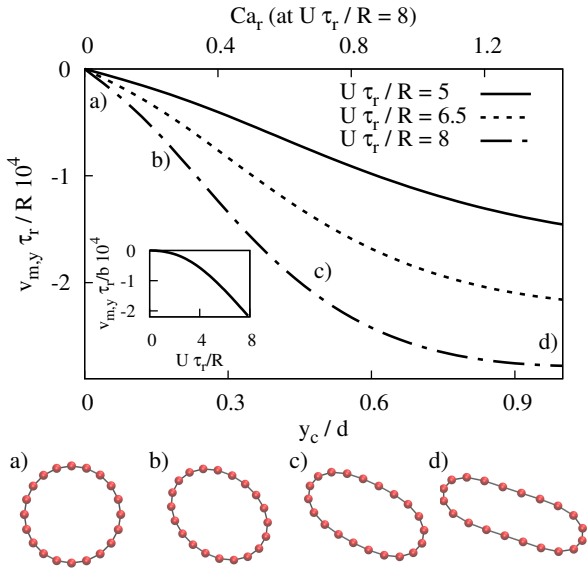 Ca_r (at U τ_r / R = 8)
0 0.4 0.8 1.2
U τ_r / R = 5
U τ_r / R = 6.5
U τ_r / R = 8
v_{m,y} τ_r / R 10^4
0
-1
-2
a)
b)
c)
d)
v_{m,y} τ_r/b 10^4
0
-1
-2
0 4 8
U τ_r/R
0 0.3 0.6 0.9
y_c / d
a) b) c) d)